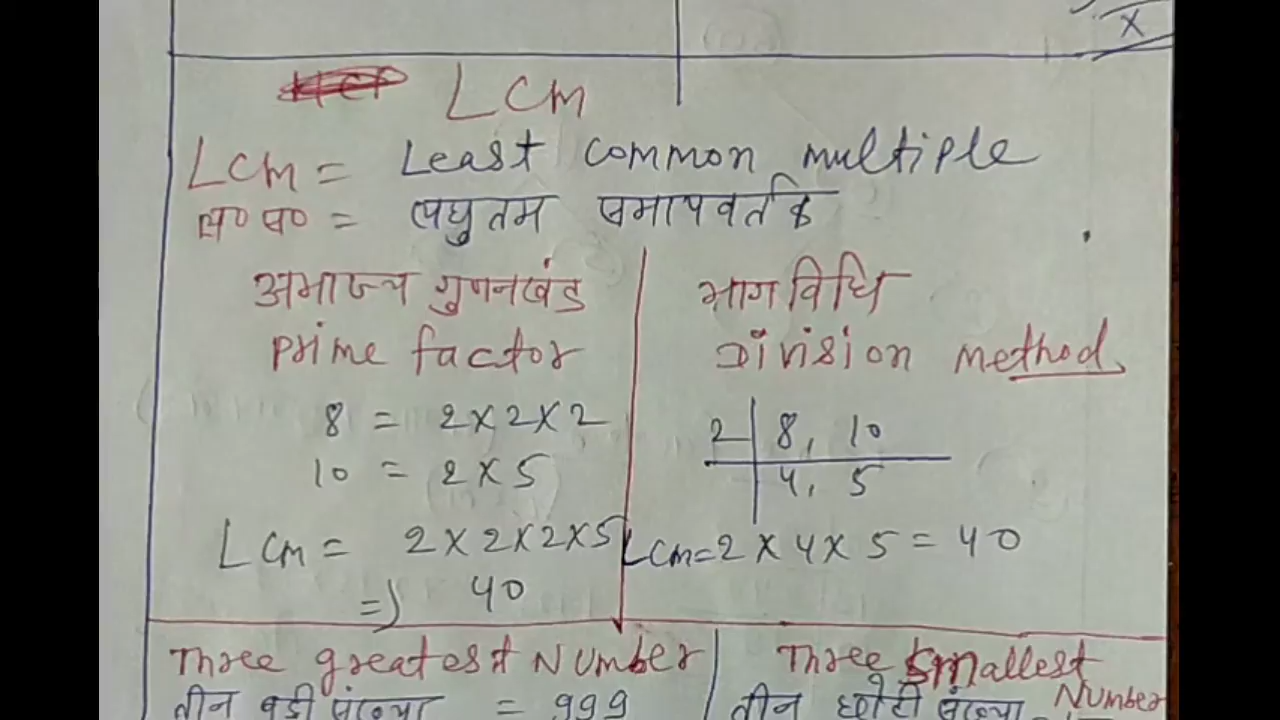 x
LCM
LCM = Least common multiple
ल० स० = लघुतम समापवर्तक
अभाज्य गुणनखंड
Prime factor
8 = 2×2×2
10 = 2×5
LCM = 2×2×2×5
=) 40
भाग विधि
Division method
2 | 8, 10
4, 5
LCM=2×4×5=40
Three greatest Number
तीन बडी संख्या = 999
Three Smallest
तीन छोटी संख्या Number